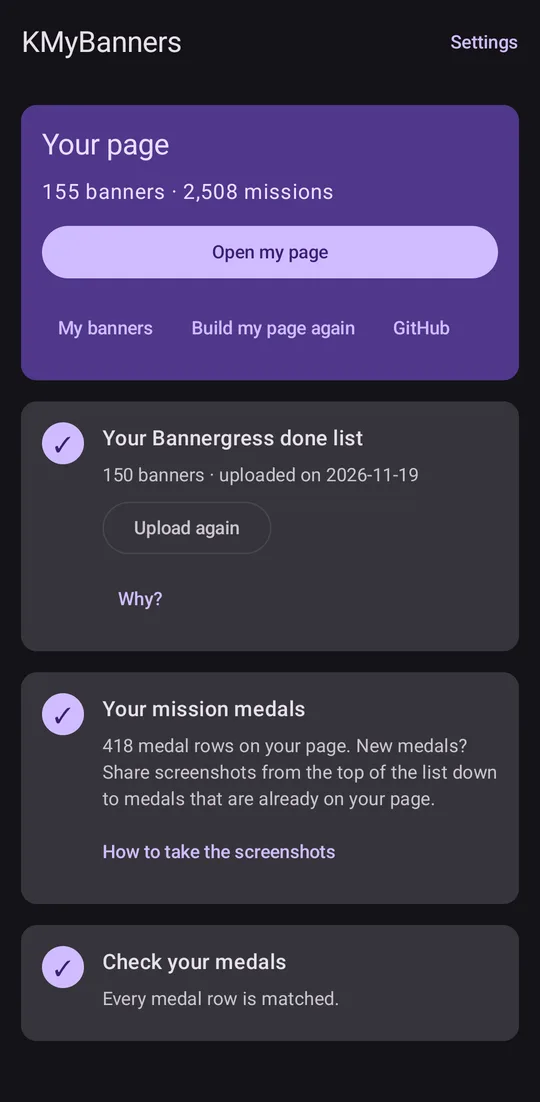 KMyBanners
Settings
Your page
155 banners · 2,508 missions
Open my page
My banners
Build my page again
GitHub
Your Bannergress done list
150 banners · uploaded on 2026-11-19
Upload again
Why?
Your mission medals
418 medal rows on your page. New medals?
Share screenshots from the top of the list down
to medals that are already on your page.
How to take the screenshots
Check your medals
Every medal row is matched.